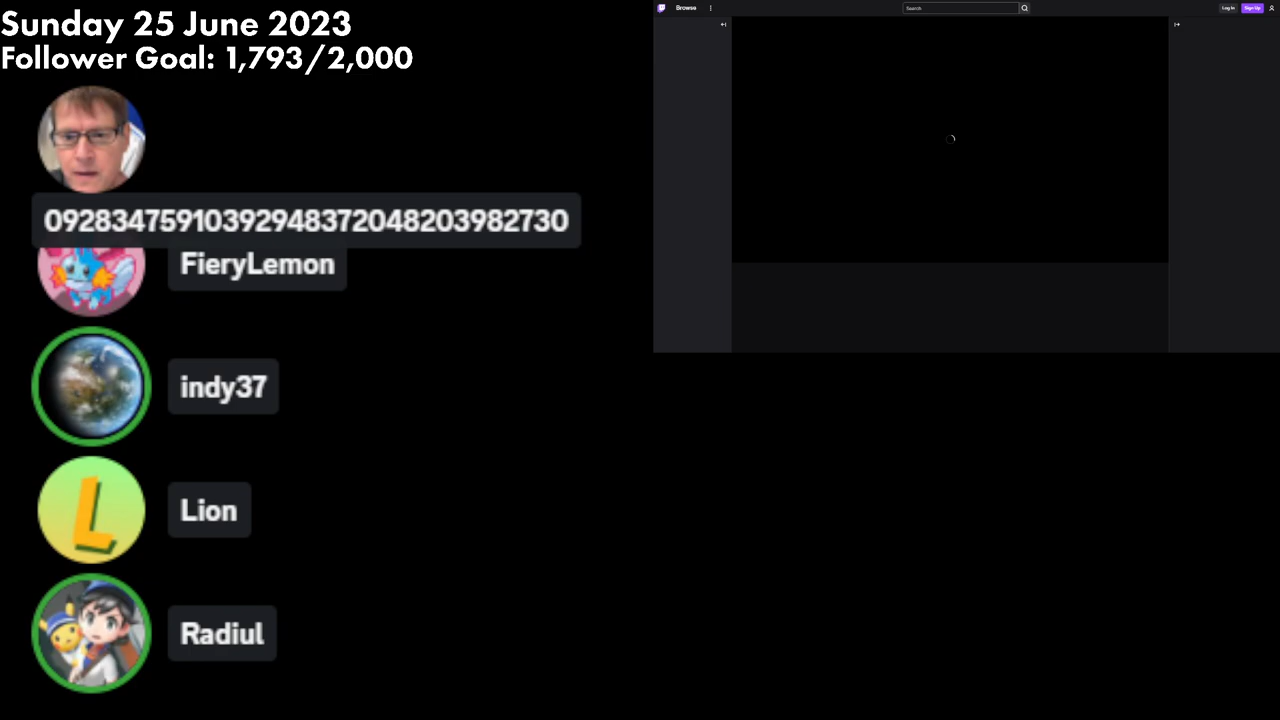 Sunday 25 June 2023
Follower Goal: 1,793/2,000
09283475910392948372048203982730
FieryLemon
indy37
Lion
L
Radiul
Browse
Search
Log In
Sign Up